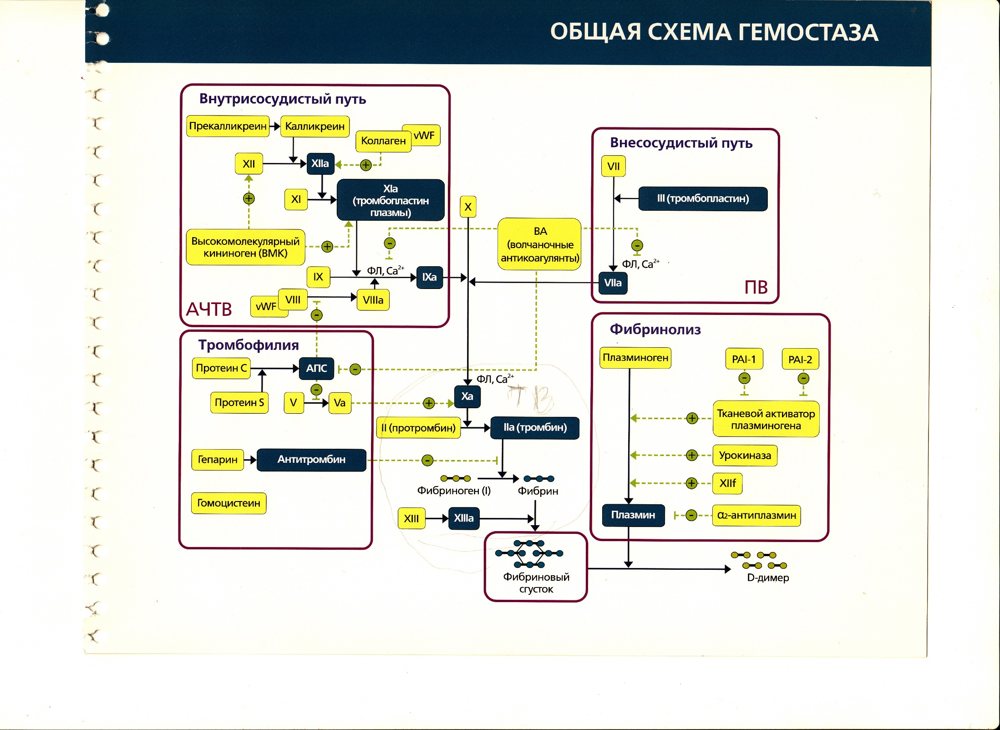 ОБЩАЯ СХЕМА ГЕМОСТАЗА
Внутрисосудистый путь
Прекалликреин
Калликреин
Коллаген
vWF
XII
XIIa
+
XI
XIa
(тромбопластин
плазмы)
+
Высокомолекулярный
кининоген (ВМК)
+
-
IX
ФЛ, Ca²⁺
IXa
vWF
VIII
VIIIa
-
АЧТВ
X
ВА
(волчаночные
антикоагулянты)
Внесосудистый путь
VII
III (тромбопластин)
-
ФЛ, Ca²⁺
VIIa
ПВ
Тромбофилия
Протеин C
АПС
-
Протеин S
-
V
Va
+
Гепарин
Антитромбин
-
Гомоцистеин
ФЛ, Ca²⁺
Xa
ТВ
II (протромбин)
IIa (тромбин)
Фибриноген (I)
Фибрин
XIII
XIIIa
Фибриновый
сгусток
Фибринолиз
Плазминоген
PAI-1
PAI-2
-
-
+
Тканевой активатор
плазминогена
+
Урокиназа
+
XIIf
Плазмин
-
α2-антиплазмин
D-димер